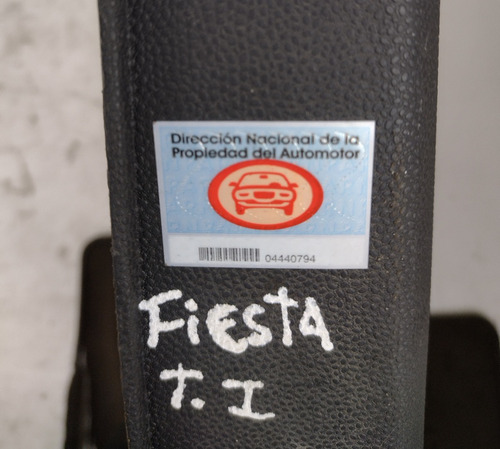 Dirección Nacional de la
Propiedad del Automotor
04440794
FiESTA
T. I